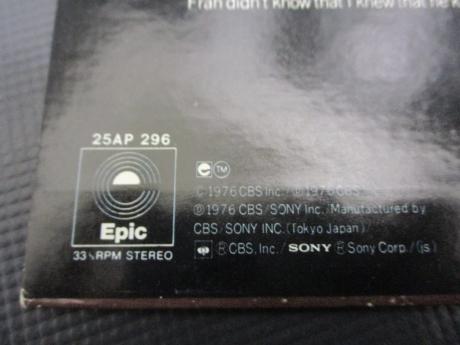 Fran didn't know that I knew that he k
25AP 296
e TM
Epic
33⅓RPM STEREO
© 1976 CBS Inc./ ℗ 1976 CBS
℗ 1976 CBS/SONY Inc./Manufactured by
CBS/SONY INC.(Tokyo Japan)
CBS, Inc./ SONY Sony Corp./(js)